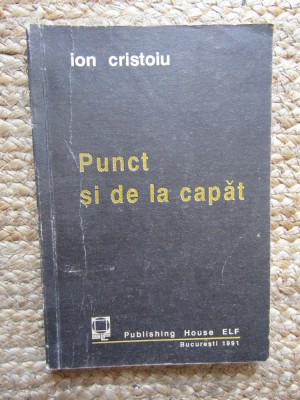 ion cristoiu
Punct
și de la capăt
Publishing House ELF
București 1991